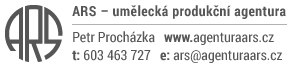 ARS
ARS – umělecká produkční agentura
Petr Procházka www.agenturaars.cz
t: 603 463 727 e: ars@agenturaars.cz